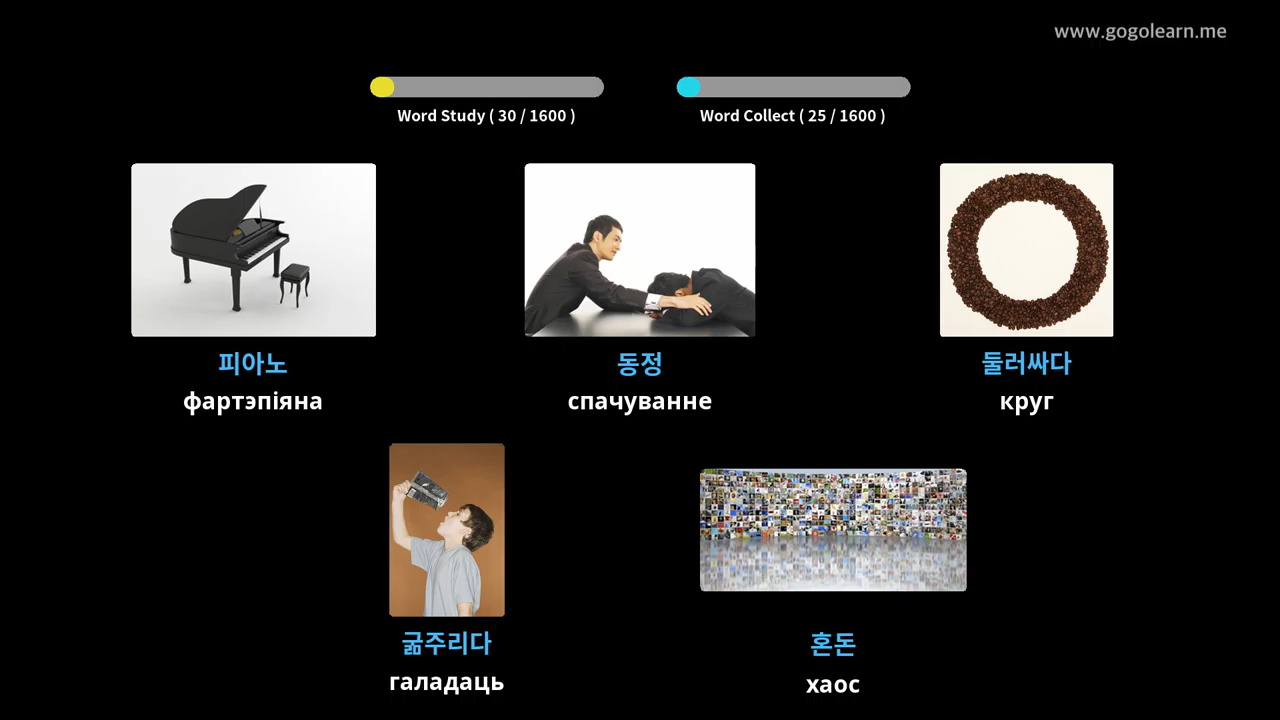 www.gogolearn.me
Word Study ( 30 / 1600 )
Word Collect ( 25 / 1600 )
피아노
фартэпіяна
동정
спачуванне
둘러싸다
круг
굶주리다
галадаць
혼돈
хаос